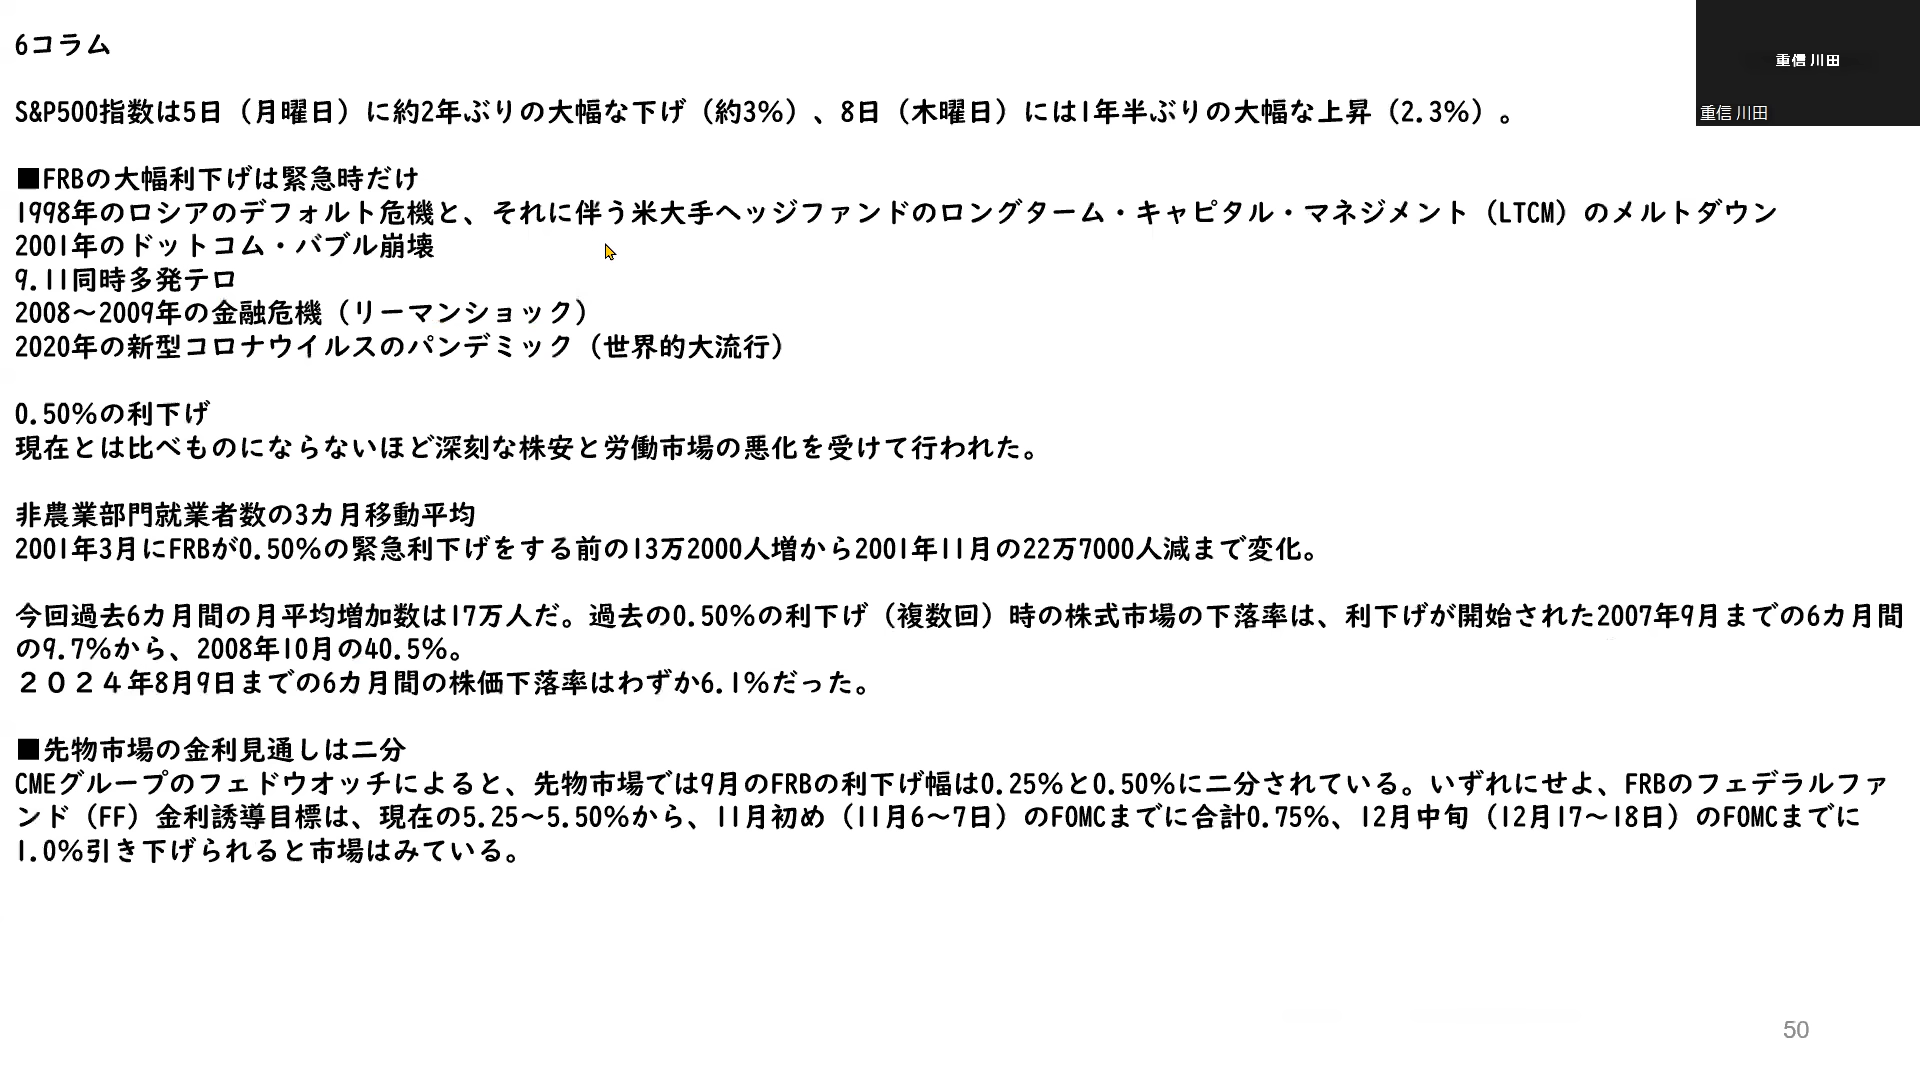 6コラム
重信 川田
重信 川田
S&P500指数は5日（月曜日）に約2年ぶりの大幅な下げ（約3%）、8日（木曜日）には1年半ぶりの大幅な上昇（2.3%）。
■FRBの大幅利下げは緊急時だけ
1998年のロシアのデフォルト危機と、それに伴う米大手ヘッジファンドのロングターム・キャピタル・マネジメント（LTCM）のメルトダウン
2001年のドットコム・バブル崩壊
9.11同時多発テロ
2008～2009年の金融危機（リーマンショック）
2020年の新型コロナウイルスのパンデミック（世界的大流行）
0.50%の利下げ
現在とは比べものにならないほど深刻な株安と労働市場の悪化を受けて行われた。
非農業部門就業者数の3カ月移動平均
2001年3月にFRBが0.50%の緊急利下げをする前の13万2000人増から2001年11月の22万7000人減まで変化。
今回過去6カ月間の月平均増加数は17万人だ。過去の0.50%の利下げ（複数回）時の株式市場の下落率は、利下げが開始された2007年9月までの6カ月間
の9.7%から、2008年10月の40.5%。
２０２４年8月9日までの6カ月間の株価下落率はわずか6.1%だった。
■先物市場の金利見通しは二分
CMEグループのフェドウオッチによると、先物市場では9月のFRBの利下げ幅は0.25%と0.50%に二分されている。いずれにせよ、FRBのフェデラルファ
ンド（FF）金利誘導目標は、現在の5.25～5.50%から、11月初め（11月6～7日）のFOMCまでに合計0.75%、12月中旬（12月17～18日）のFOMCまでに
1.0%引き下げられると市場はみている。
50